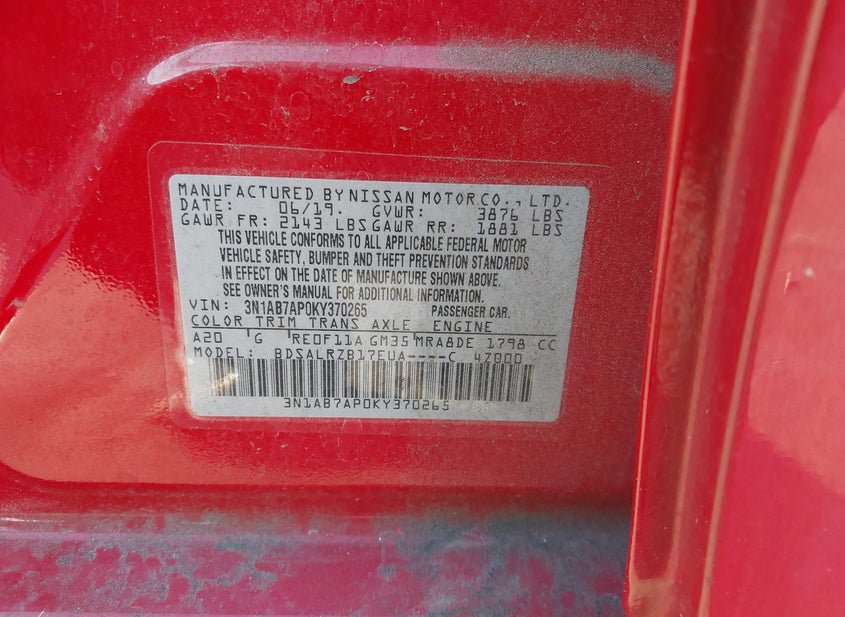 MANUFACTURED BY NISSAN MOTOR CO., LTD.
DATE: 06/19. GVWR: 3876 LBS
GAWR FR: 2143 LBS GAWR RR: 1881 LBS
THIS VEHICLE CONFORMS TO ALL APPLICABLE FEDERAL MOTOR
VEHICLE SAFETY, BUMPER AND THEFT PREVENTION STANDARDS
IN EFFECT ON THE DATE OF MANUFACTURE SHOWN ABOVE.
SEE OWNER'S MANUAL FOR ADDITIONAL INFORMATION.
VIN: 3N1AB7AP0KY370265 PASSENGER CAR.
COLOR TRIM TRANS AXLE ENGINE
A20 G RE0F11A GM35 MRA8DE 1798 CC
MODEL: BDSALRZB17EUA----C 4Z000
3N1AB7AP0KY370265